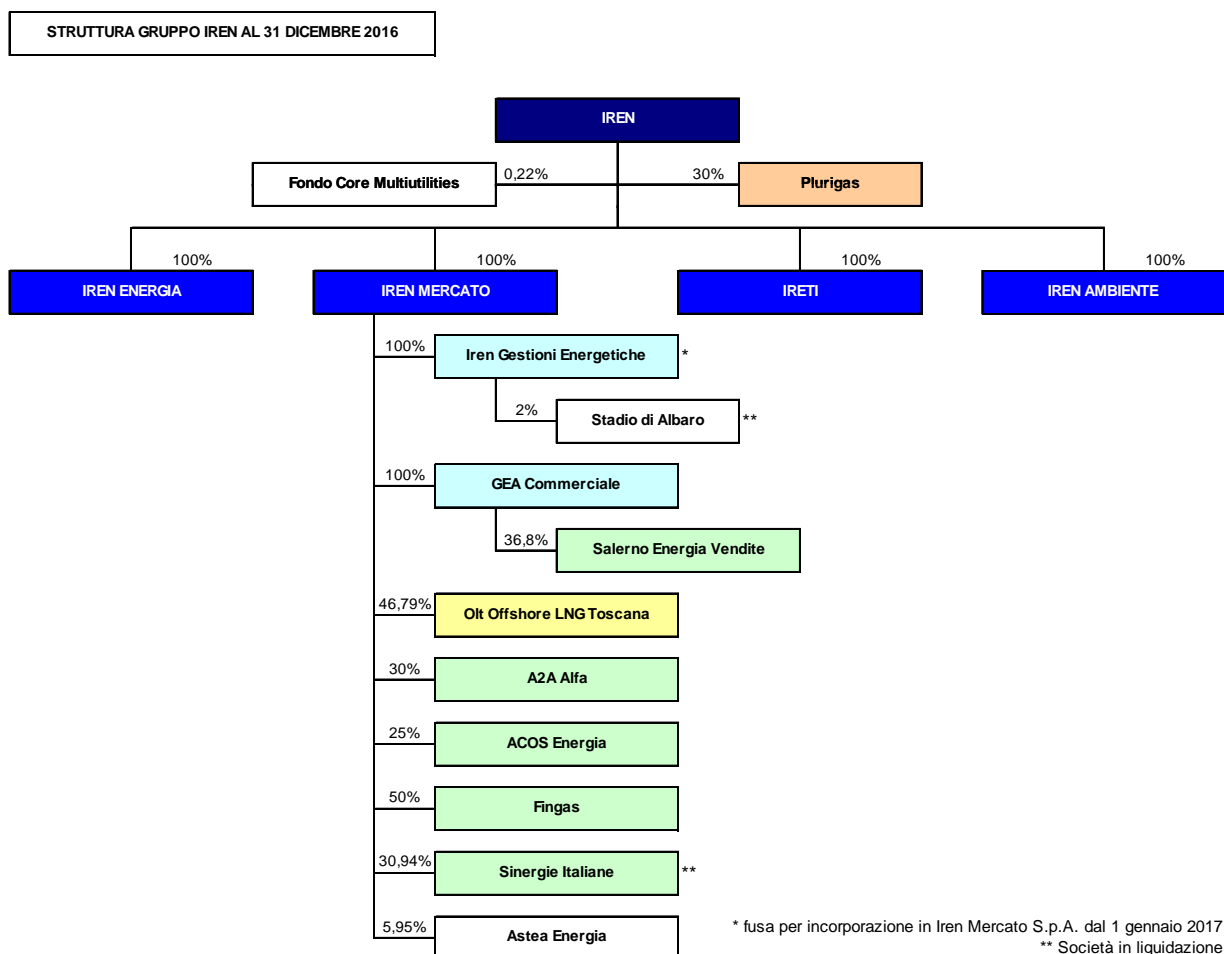 STRUTTURA GRUPPO IREN AL 31 DICEMBRE 2016
IREN
Fondo Core Multiutilities
0,22%
30%
Plurigas
100%
100%
100%
100%
IREN ENERGIA
IREN MERCATO
IRETI
IREN AMBIENTE
100%
Iren Gestioni Energetiche
*
2%
Stadio di Albaro
**
100%
GEA Commerciale
36,8%
Salerno Energia Vendite
46,79%
Olt Offshore LNG Toscana
30%
A2A Alfa
25%
ACOS Energia
50%
Fingas
30,94%
Sinergie Italiane
**
5,95%
Astea Energia
* fusa per incorporazione in Iren Mercato S.p.A. dal 1 gennaio 2017
** Società in liquidazione